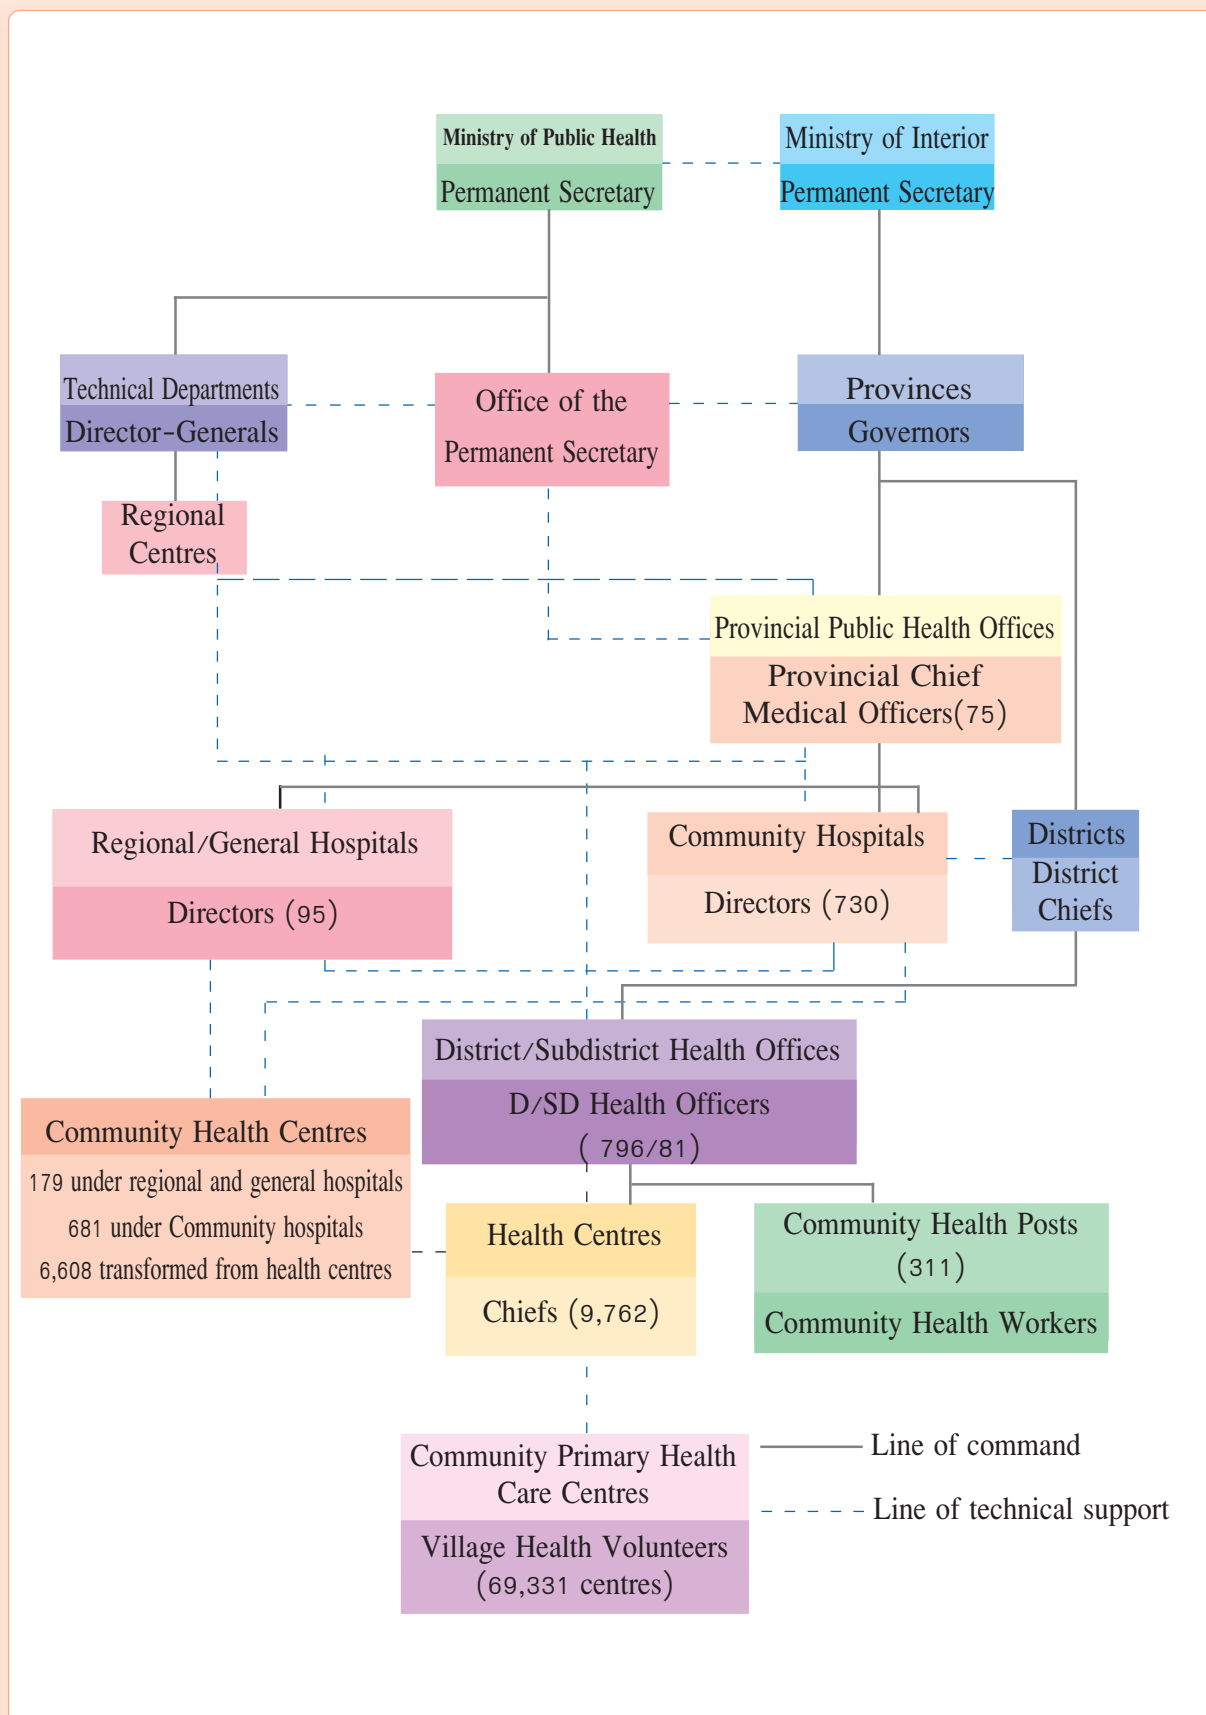 Ministry of Public Health
Permanent Secretary
Ministry of Interior
Permanent Secretary
Technical Departments
Director-Generals
Office of the
Permanent Secretary
Provinces
Governors
Regional
Centres
Provincial Public Health Offices
Provincial Chief
Medical Officers(75)
Regional/General Hospitals
Directors (95)
Community Hospitals
Directors (730)
Districts
District
Chiefs
District/Subdistrict Health Offices
D/SD Health Officers
( 796/81)
Community Health Centres
179 under regional and general hospitals
681 under Community hospitals
6,608 transformed from health centres
Health Centres
Chiefs (9,762)
Community Health Posts
(311)
Community Health Workers
Community Primary Health
Care Centres
Village Health Volunteers
(69,331 centres)
Line of command
Line of technical support